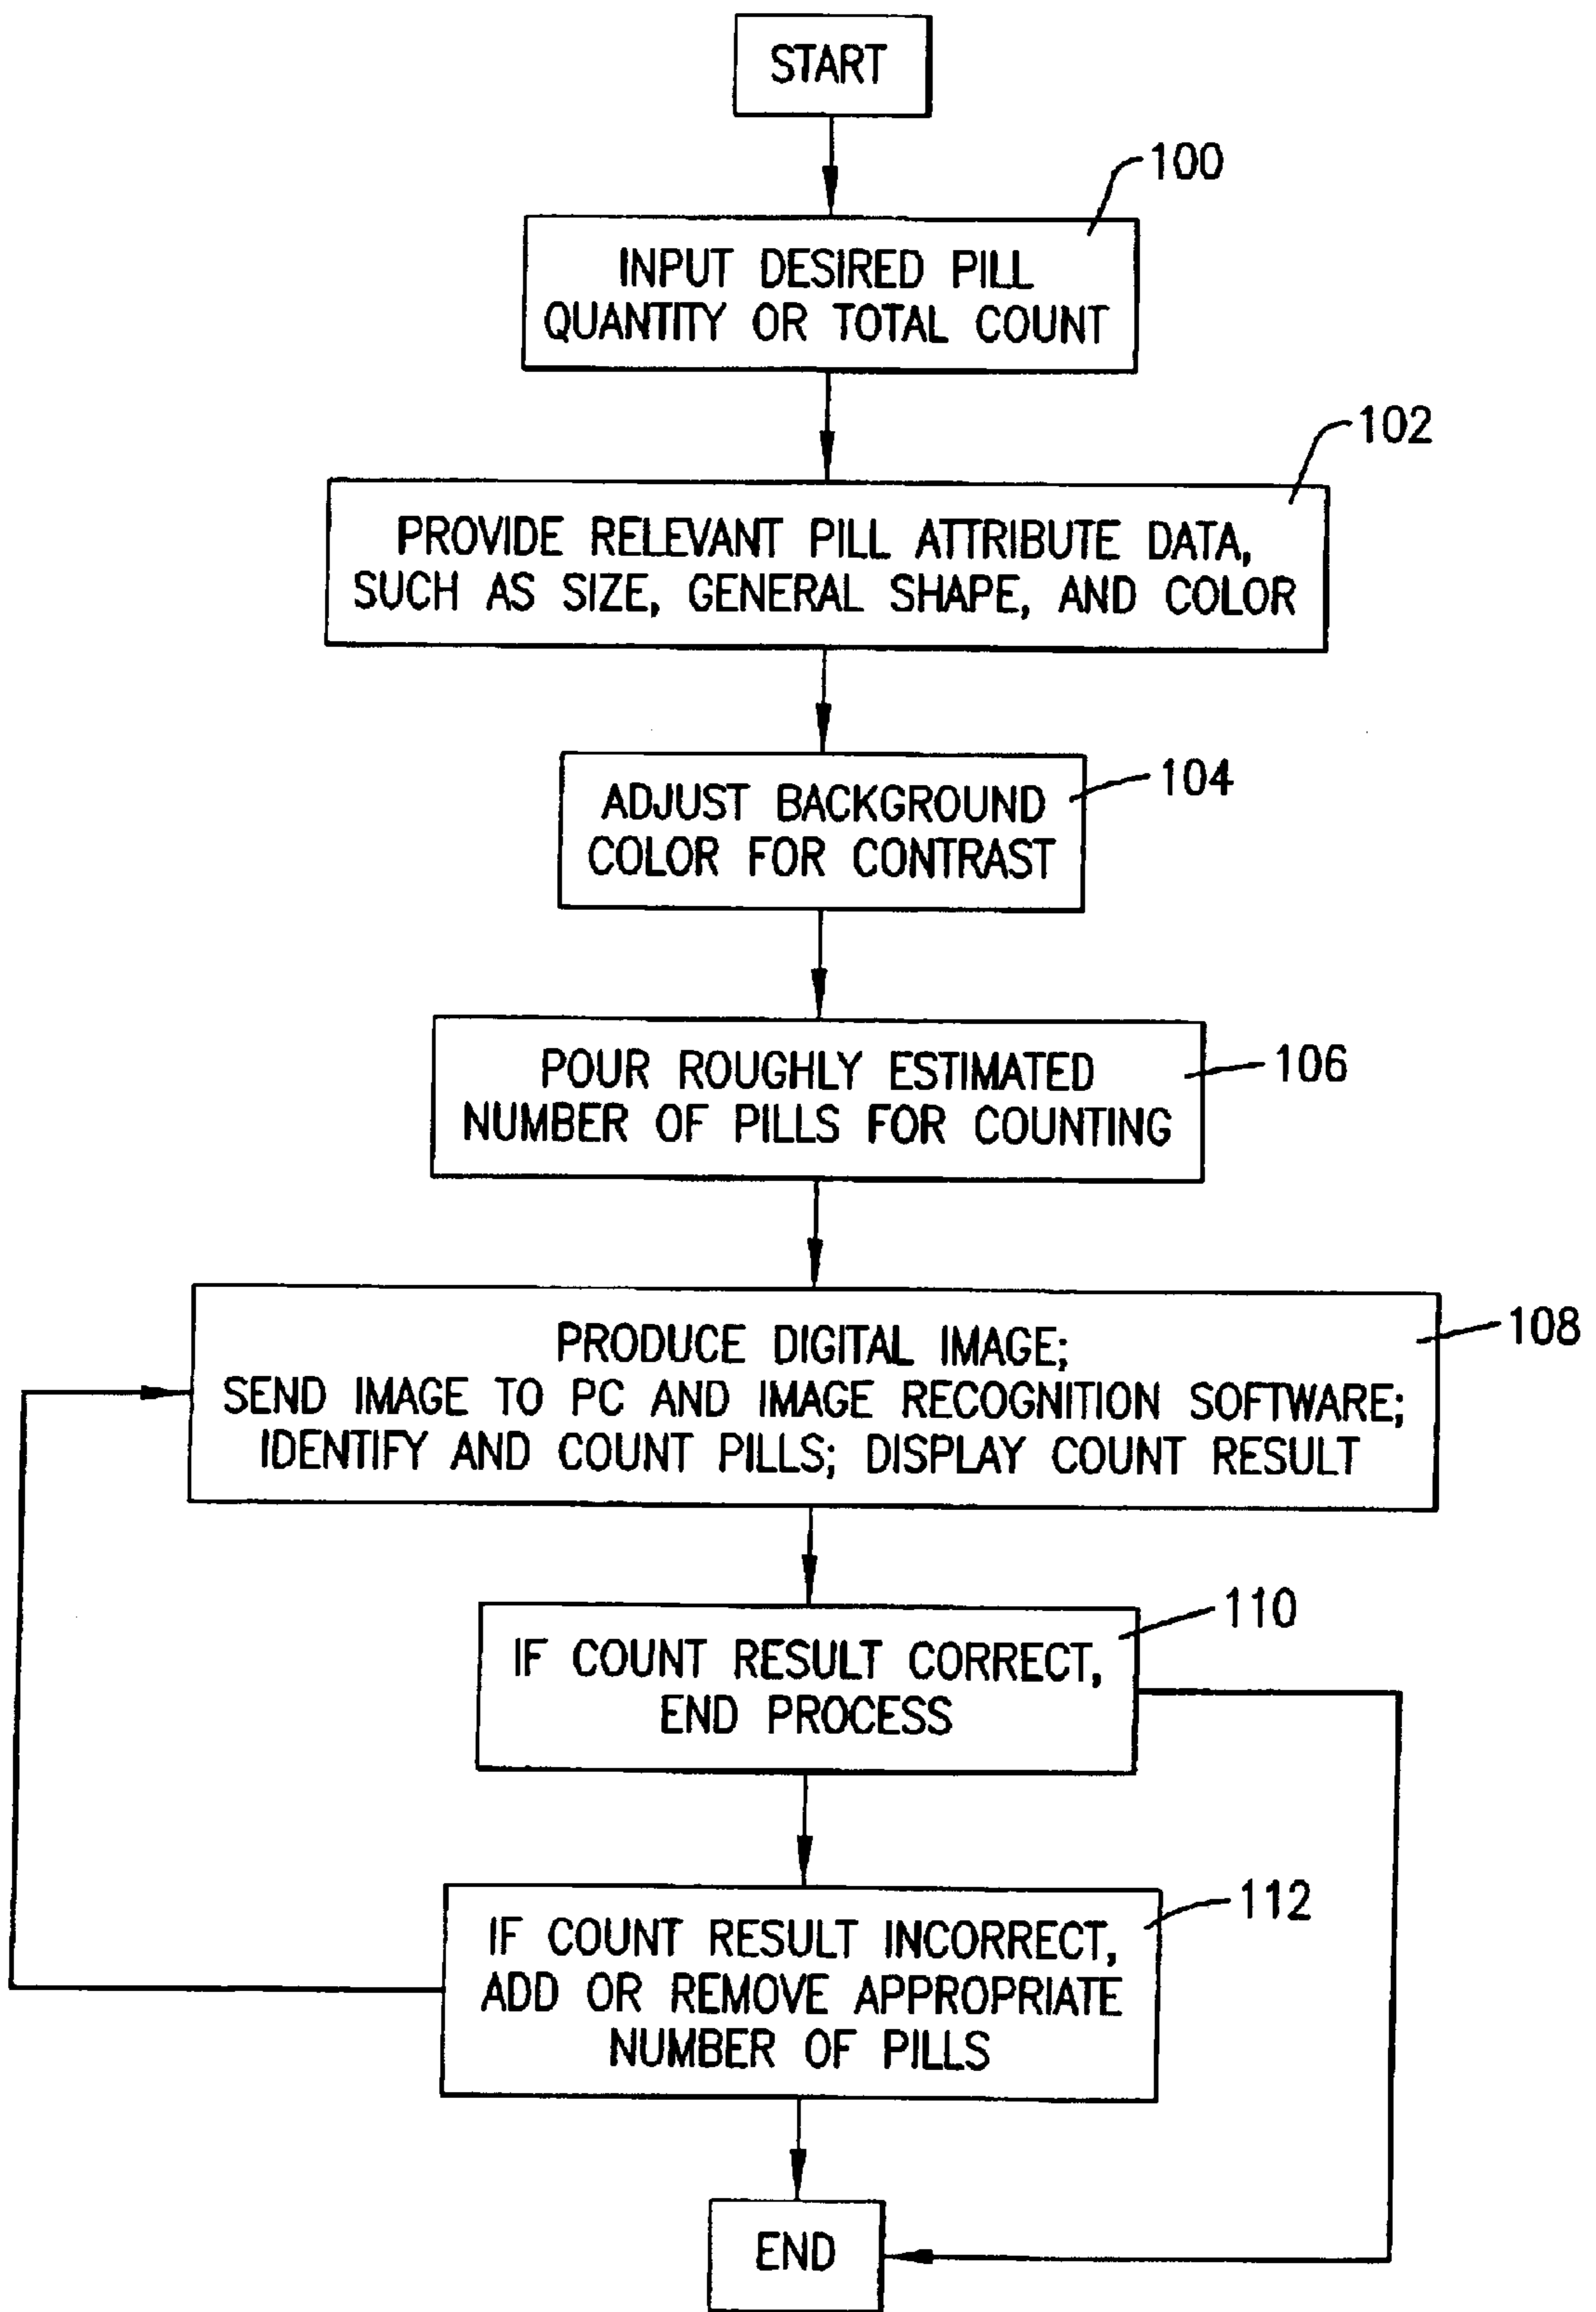 START
100
INPUT DESIRED PILL
QUANTITY OR TOTAL COUNT
102
PROVIDE RELEVANT PILL ATTRIBUTE DATA,
SUCH AS SIZE, GENERAL SHAPE, AND COLOR
104
ADJUST BACKGROUND
COLOR FOR CONTRAST
106
POUR ROUGHLY ESTIMATED
NUMBER OF PILLS FOR COUNTING
108
PRODUCE DIGITAL IMAGE;
SEND IMAGE TO PC AND IMAGE RECOGNITION SOFTWARE;
IDENTIFY AND COUNT PILLS; DISPLAY COUNT RESULT
110
IF COUNT RESULT CORRECT,
END PROCESS
112
IF COUNT RESULT INCORRECT,
ADD OR REMOVE APPROPRIATE
NUMBER OF PILLS
END